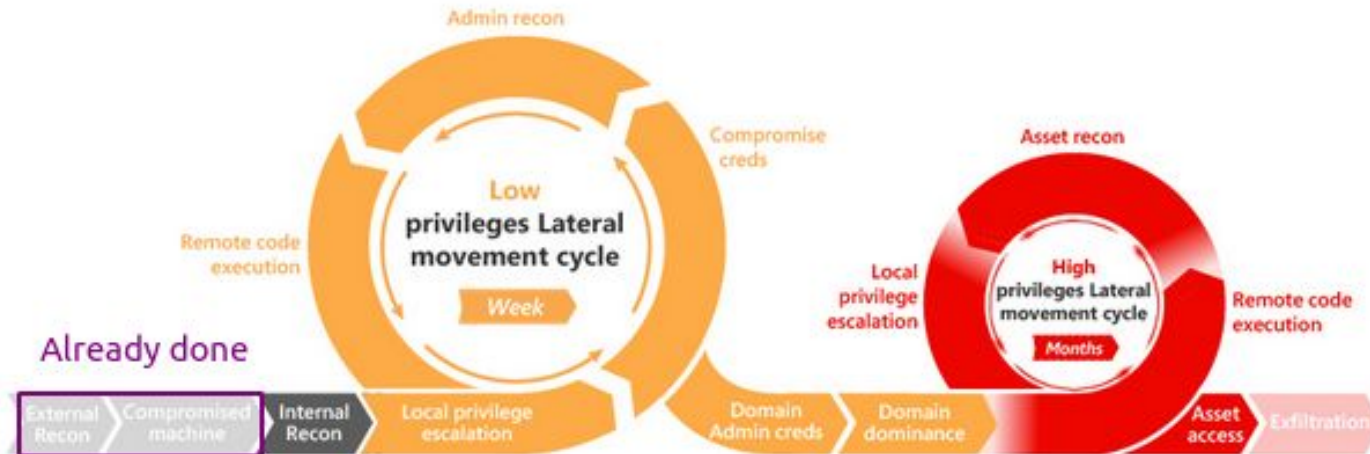 Admin recon
Compromise
creds
Low
privileges Lateral
movement cycle
Week
Remote code
execution
Asset recon
High
privileges Lateral
movement cycle
Months
Local
privilege
escalation
Remote code
execution
Already done
External
Recon
Compromised
machine
Internal
Recon
Local privilege
escalation
Domain
Admin creds
Domain
dominance
Asset
access
Exfiltration